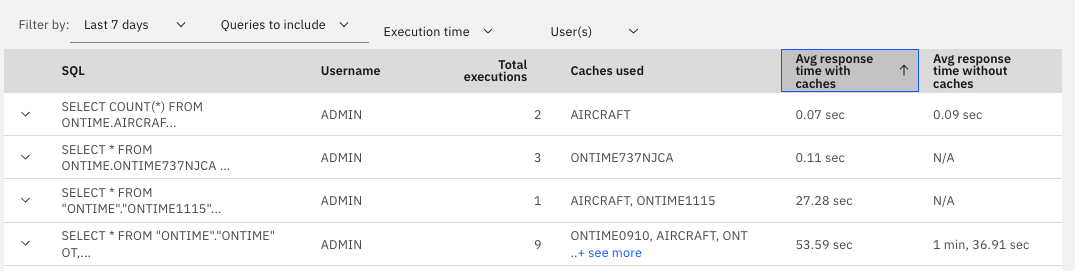 Filter by: Last 7 days Queries to include Execution time User(s)
SQL Username Total executions Caches used Avg response time with caches Avg response time without caches
SELECT COUNT(*) FROM
ONTIME.AIRCRAF... ADMIN 2 AIRCRAFT 0.07 sec 0.09 sec
SELECT * FROM
ONTIME.ONTIME737NJCA ... ADMIN 3 ONTIME737NJCA 0.11 sec N/A
SELECT * FROM
"ONTIME"."ONTIME1115"... ADMIN 1 AIRCRAFT, ONTIME1115 27.28 sec N/A
SELECT * FROM "ONTIME"."ONTIME"
OT,... ADMIN 9 ONTIME0910, AIRCRAFT, ONT 53.59 sec 1 min, 36.91 sec
..+ see more